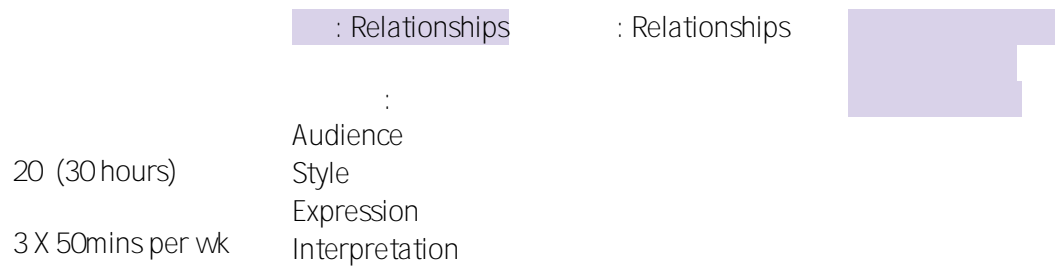 : Relationships
: Relationships
:
Audience
20 (30 hours)
Style
Expression
3 X 50mins per wk
Interpretation